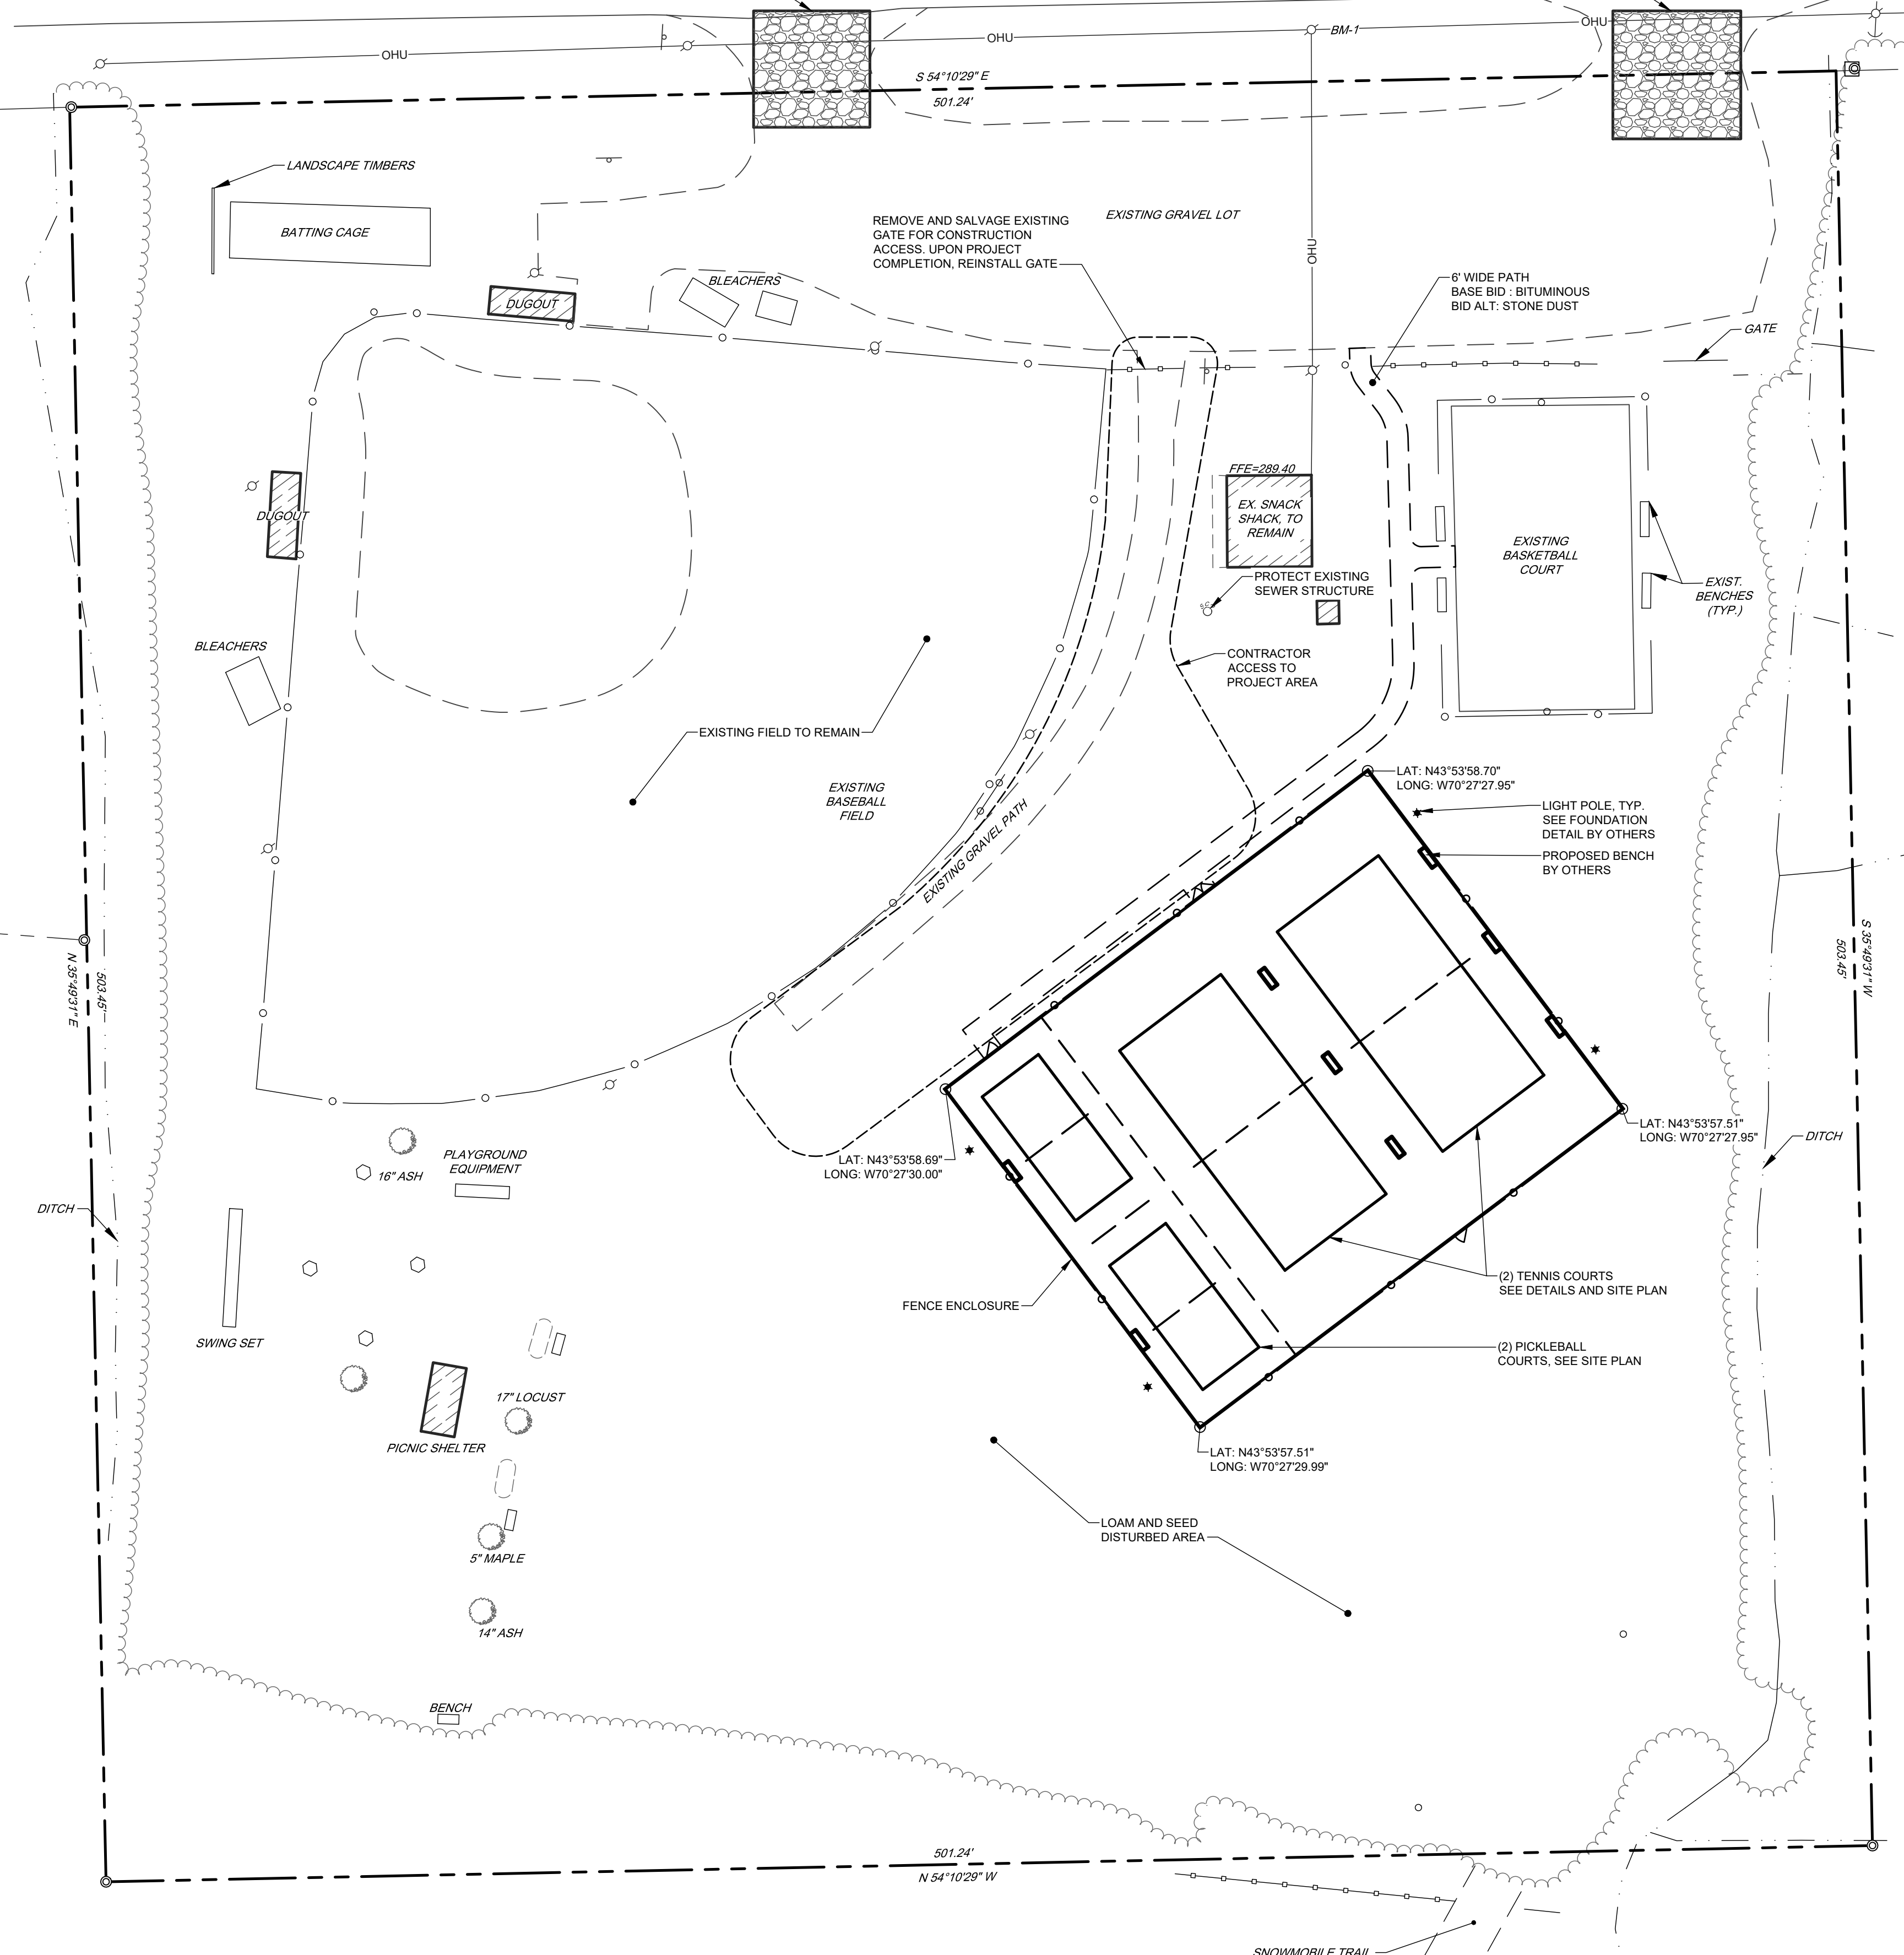 OHU
OHU
BM-1
OHU
S 54°10'29" E
501.24'
LANDSCAPE TIMBERS
BATTING CAGE
REMOVE AND SALVAGE EXISTING
GATE FOR CONSTRUCTION
ACCESS. UPON PROJECT
COMPLETION, REINSTALL GATE
EXISTING GRAVEL LOT
OHU
BLEACHERS
DUGOUT
6' WIDE PATH
BASE BID : BITUMINOUS
BID ALT: STONE DUST
GATE
FFE=289.40
EX. SNACK
SHACK, TO
REMAIN
DUGOUT
EXISTING
BASKETBALL
COURT
PROTECT EXISTING
SEWER STRUCTURE
EXIST.
BENCHES
(TYP.)
BLEACHERS
CONTRACTOR
ACCESS TO
PROJECT AREA
EXISTING FIELD TO REMAIN
EXISTING
BASEBALL
FIELD
EXISTING GRAVEL PATH
LAT: N43°53'58.70"
LONG: W70°27'27.95"
LIGHT POLE, TYP.
SEE FOUNDATION
DETAIL BY OTHERS
PROPOSED BENCH
BY OTHERS
N 35°49'31" E
503.45'
S 35°49'31" W
503.45'
LAT: N43°53'57.51"
LONG: W70°27'27.95"
DITCH
LAT: N43°53'58.69"
LONG: W70°27'30.00"
PLAYGROUND
EQUIPMENT
16" ASH
DITCH
(2) TENNIS COURTS
SEE DETAILS AND SITE PLAN
FENCE ENCLOSURE
SWING SET
(2) PICKLEBALL
COURTS, SEE SITE PLAN
17" LOCUST
PICNIC SHELTER
LAT: N43°53'57.51"
LONG: W70°27'29.99"
LOAM AND SEED
DISTURBED AREA
5" MAPLE
14" ASH
BENCH
501.24'
N 54°10'29" W
SNOWMOBILE TRAIL